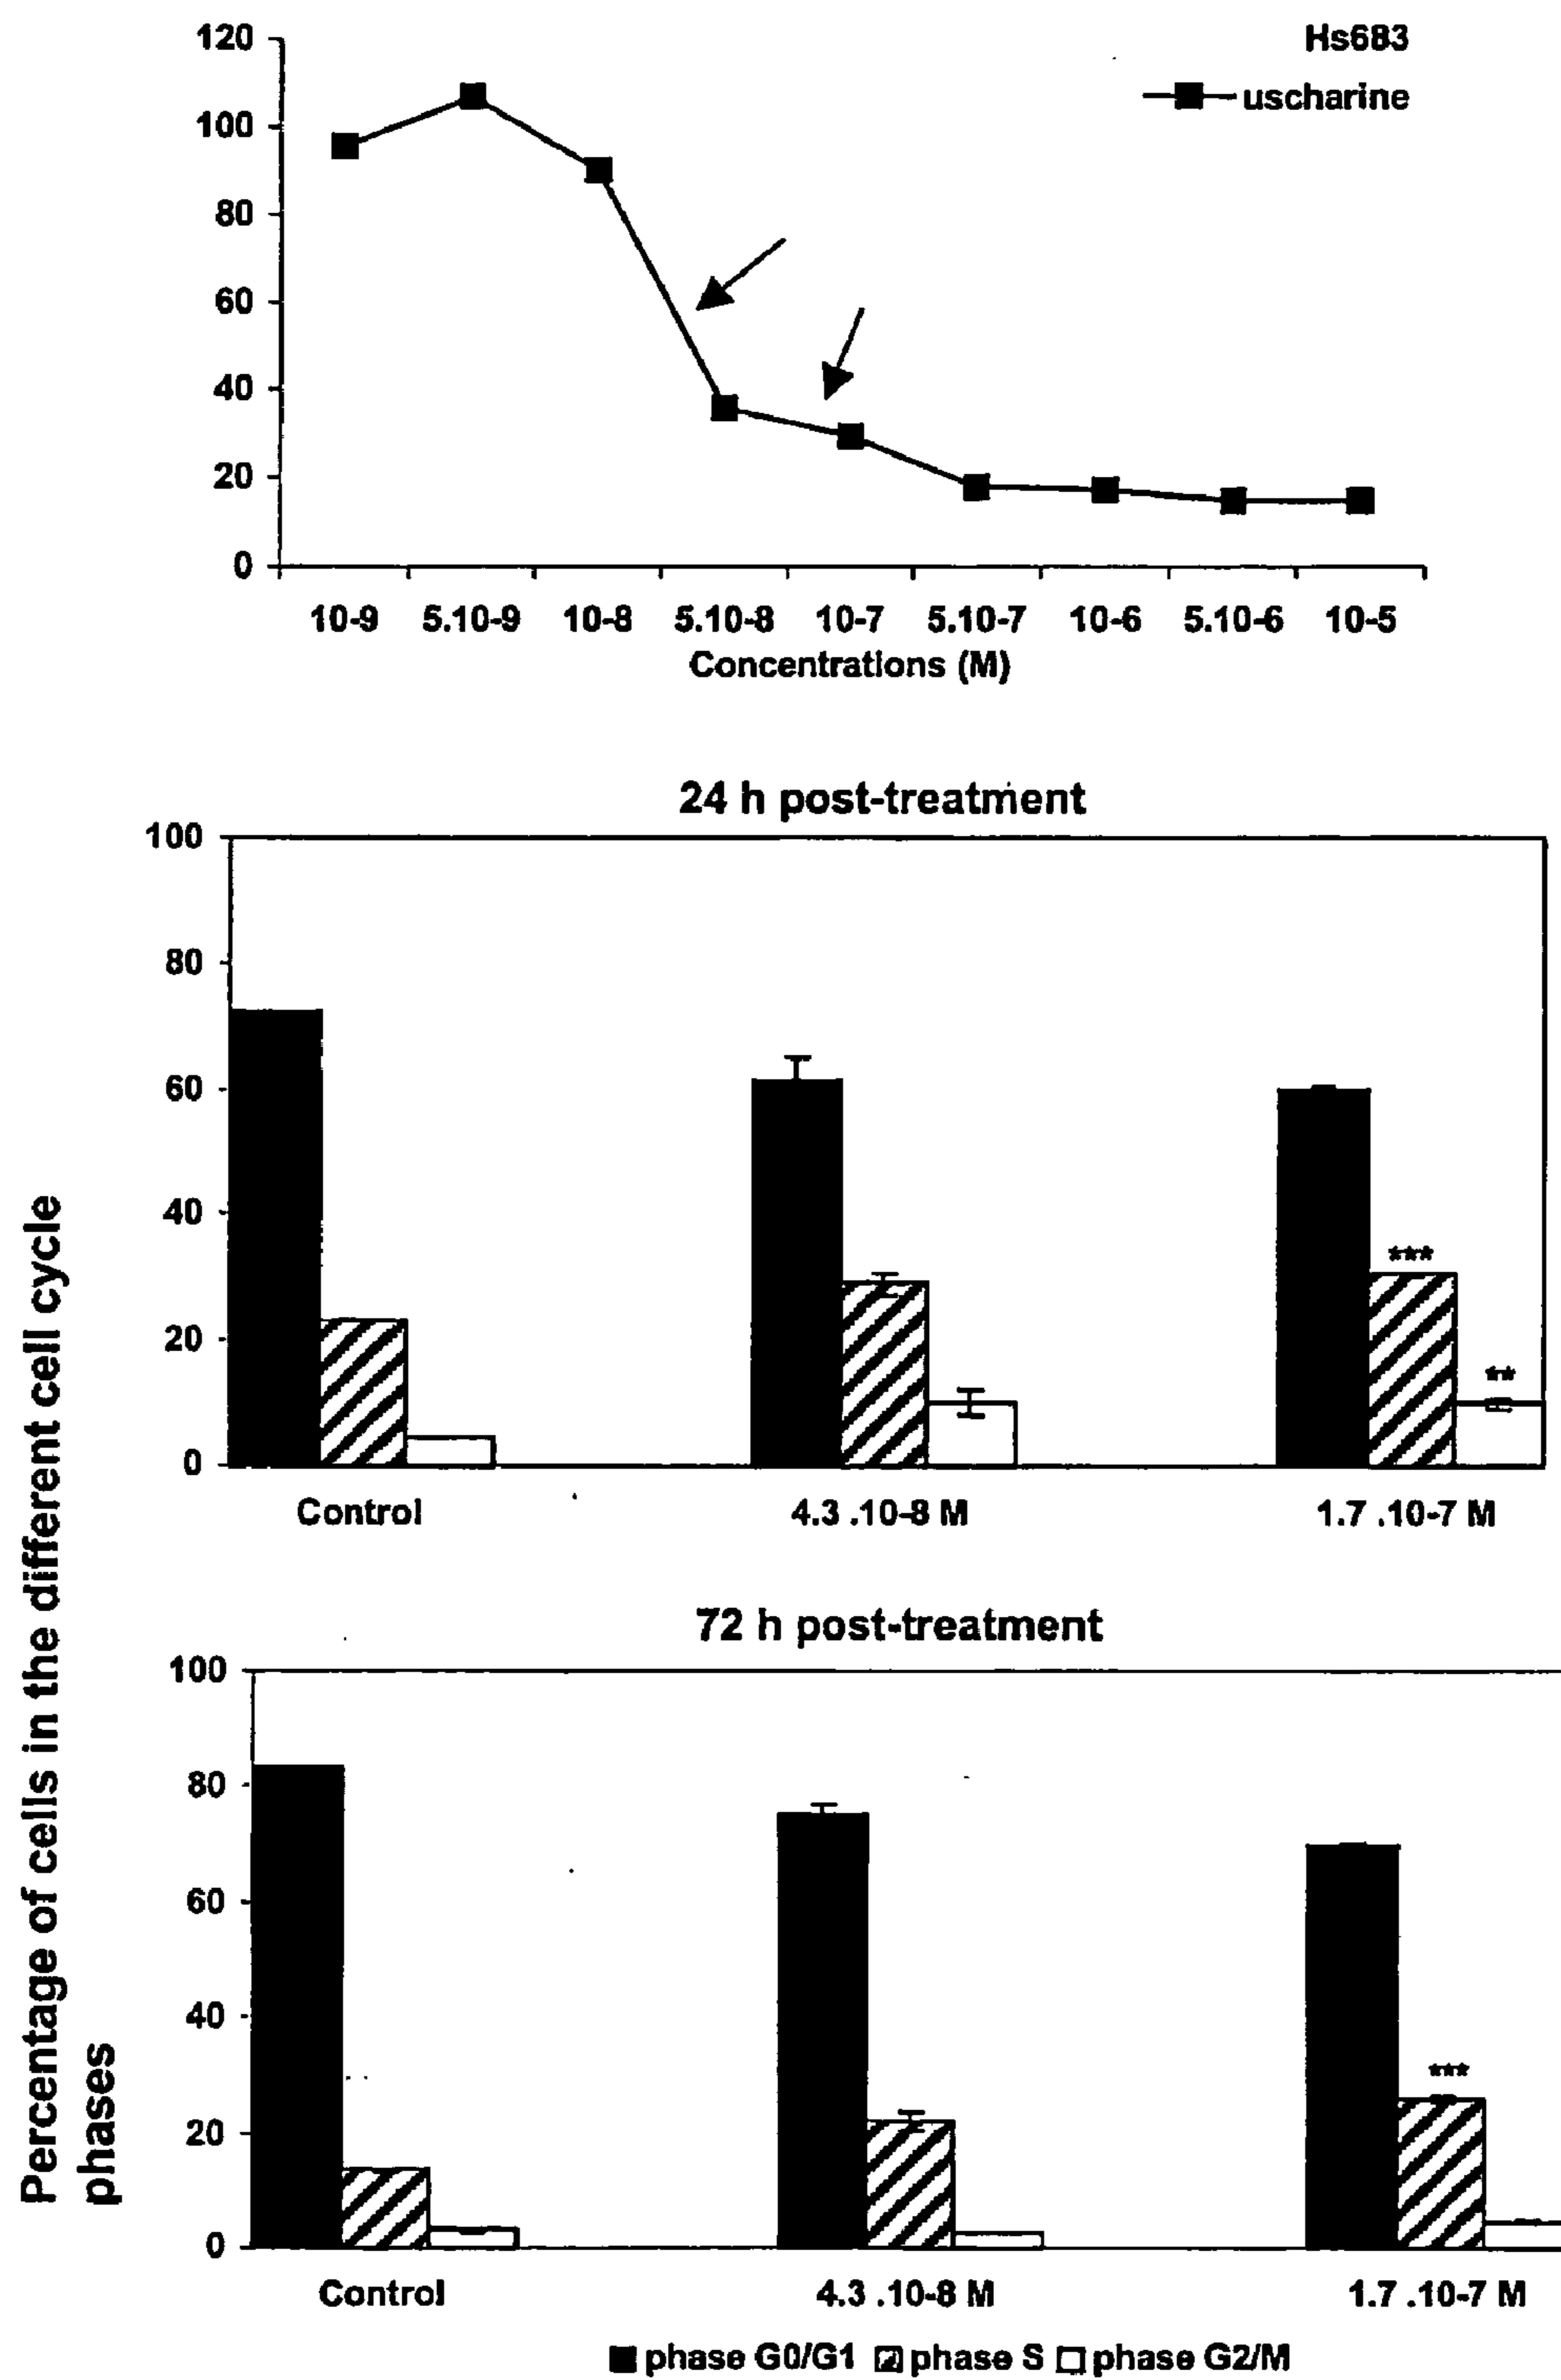 Hs683
uscharine
120
100
80
60
40
20
0
10-9 5.10-9 10-8 5.10-8 10-7 5.10-7 10-6 5.10-6 10-5
Concentrations (M)
Percentage of cells in the different cell cycle
phases
24 h post-treatment
100
80
60
40
20
0
***
**
Control 4.3 .10-8 M 1.7 .10-7 M
72 h post-treatment
100
80
60
40
20
0
***
Control 4.3 .10-8 M 1.7 .10-7 M
phase G0/G1 phase S phase G2/M